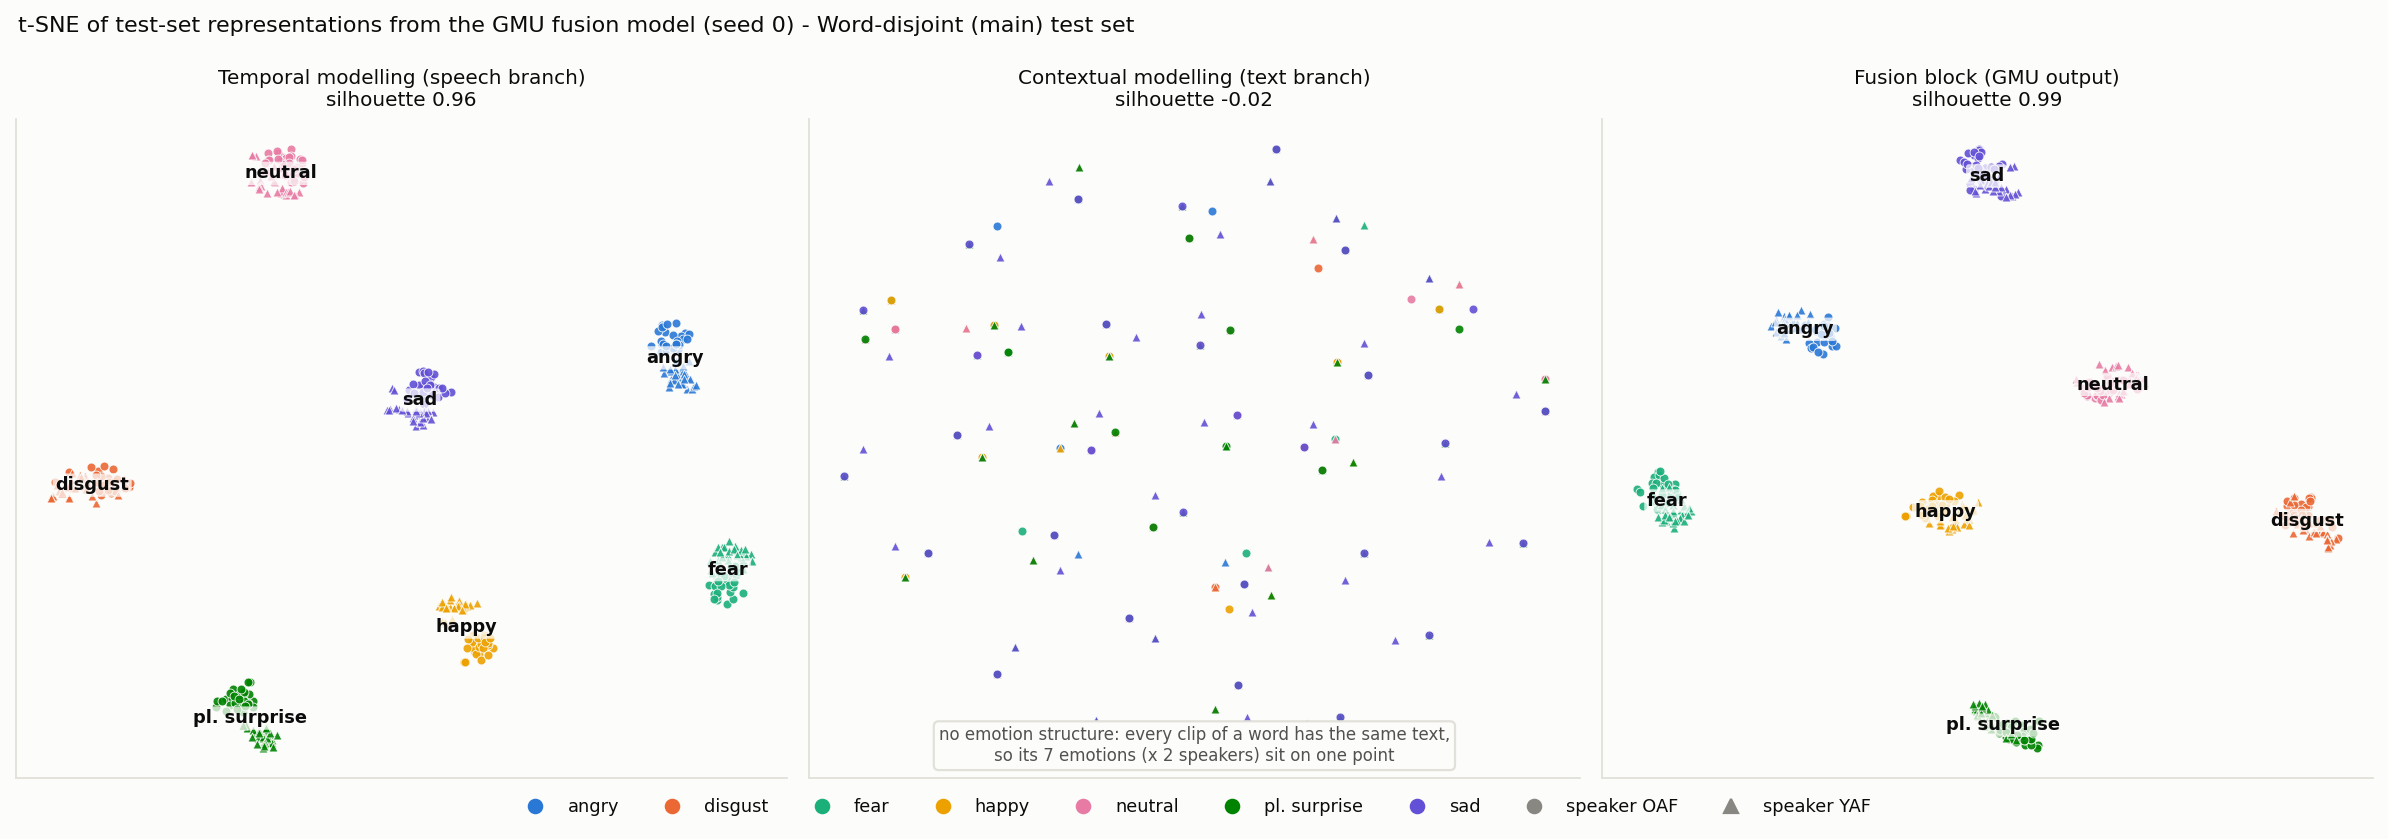 t-SNE of test-set representations from the GMU fusion model (seed 0) - Word-disjoint (main) test set
Temporal modelling (speech branch)
silhouette 0.96
neutral
angry
sad
disgust
fear
happy
pl. surprise
Contextual modelling (text branch)
silhouette -0.02
no emotion structure: every clip of a word has the same text,
so its 7 emotions (x 2 speakers) sit on one point
Fusion block (GMU output)
silhouette 0.99
sad
angry
neutral
fear
happy
disgust
pl. surprise
angry disgust fear happy neutral pl. surprise sad speaker OAF speaker YAF